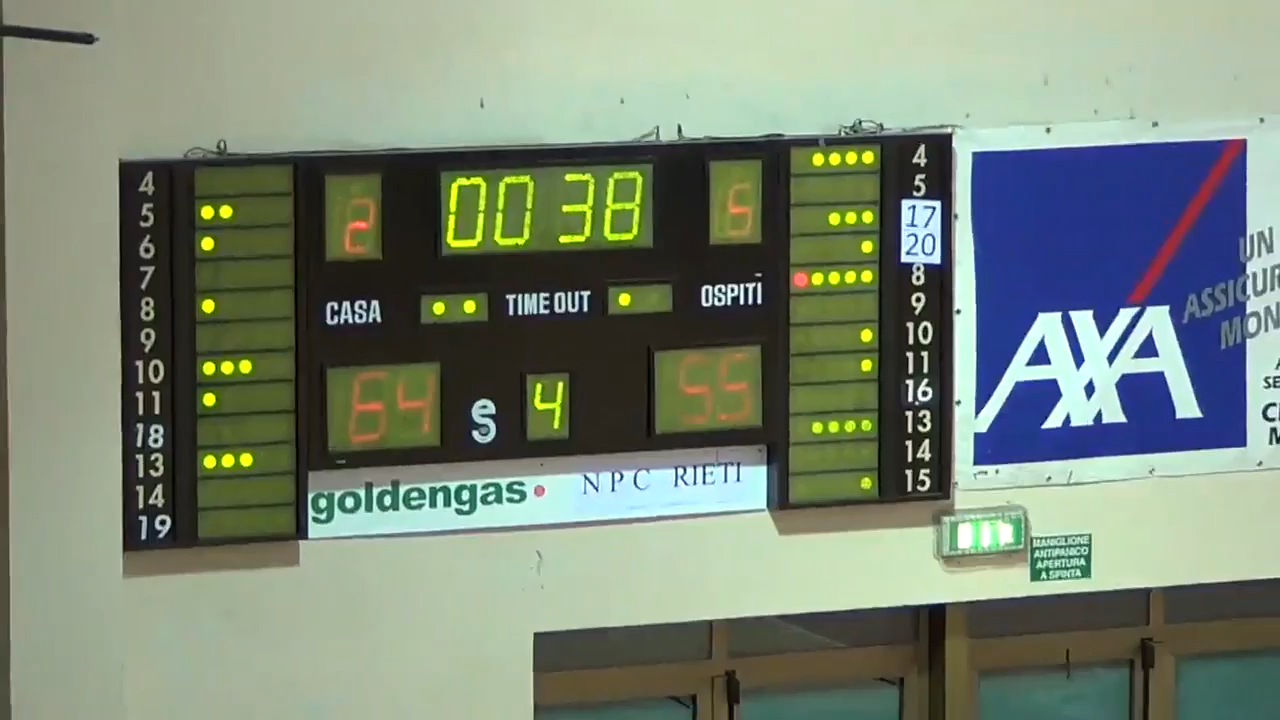 4
5
6
7
8
9
10
11
18
13
14
19
2
00 38
5
CASA
TIME OUT
OSPITI
64
S
4
55
goldengas
NPC RIETI
4
5
17
20
8
9
10
11
16
13
14
15
AXA
UN
ASSICUR
MON
SE
MANIGLIONE
ANTIPANICO
APERTURA
A SPINTA